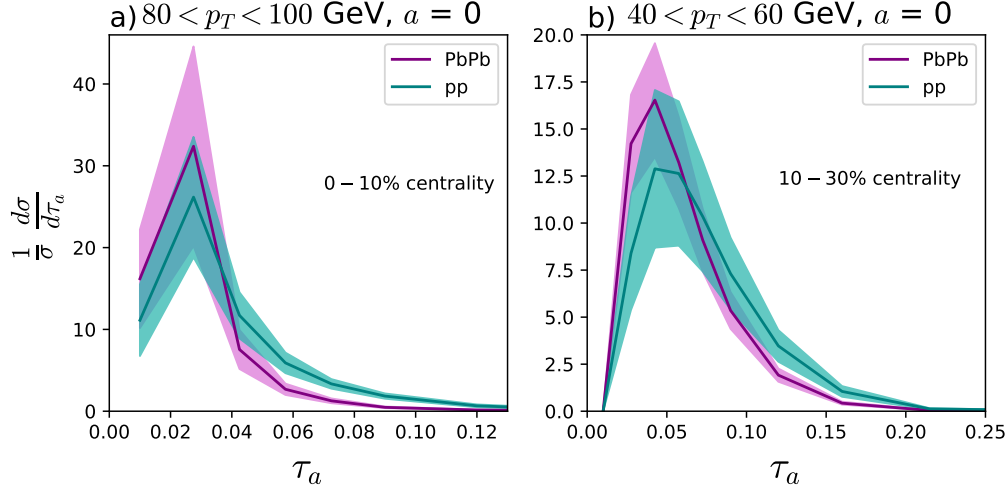 a) 80 < p_T < 100 GeV, a = 0
1/σ dσ/dτ_a
40
30
20
10
0
PbPb
pp
0 − 10% centrality
0.00 0.02 0.04 0.06 0.08 0.10 0.12
τ_a
b) 40 < p_T < 60 GeV, a = 0
20.0
17.5
15.0
12.5
10.0
7.5
5.0
2.5
0.0
PbPb
pp
10 − 30% centrality
0.00 0.05 0.10 0.15 0.20 0.25
τ_a